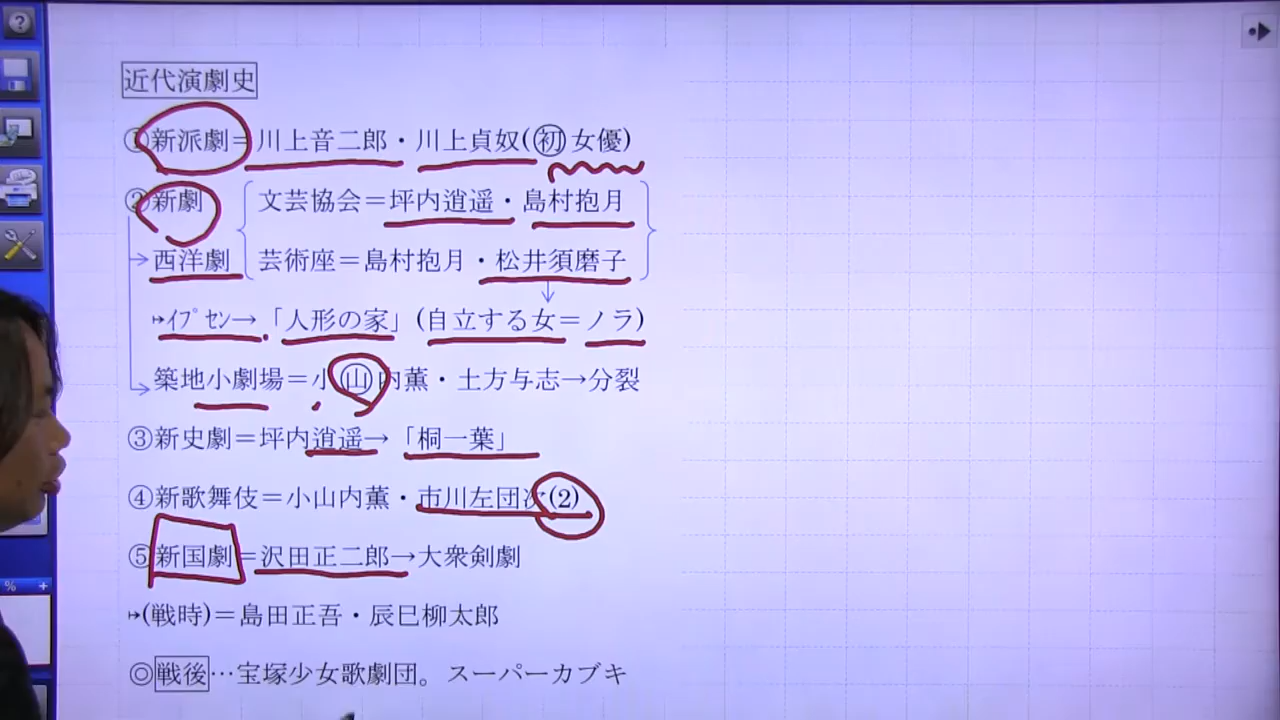 近代演劇史
①新派劇=川上音二郎・川上貞奴(初女優)
②新劇 文芸協会=坪内逍遥・島村抱月
→西洋劇 芸術座=島村抱月・松井須磨子
↦イプセン→「人形の家」(自立する女=ノラ)
築地小劇場=小山内薫・土方与志→分裂
③新史劇=坪内逍遥→「桐一葉」
④新歌舞伎=小山内薫・市川左団次(2)
⑤新国劇=沢田正二郎→大衆剣劇
↦(戦時)=島田正吾・辰巳柳太郎
◎戦後…宝塚少女歌劇団。スーパーカブキ
% +